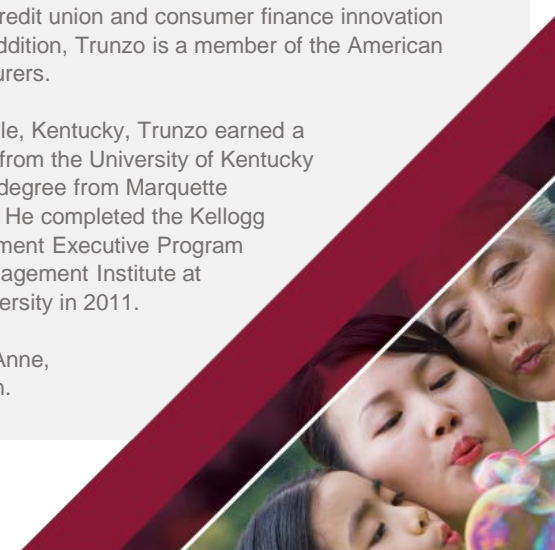 redit union and consumer finance innovation
ddition, Trunzo is a member of the American
urers.
le, Kentucky, Trunzo earned a
from the University of Kentucky
degree from Marquette
He completed the Kellogg
ment Executive Program
agement Institute at
ersity in 2011.
Anne,
n.